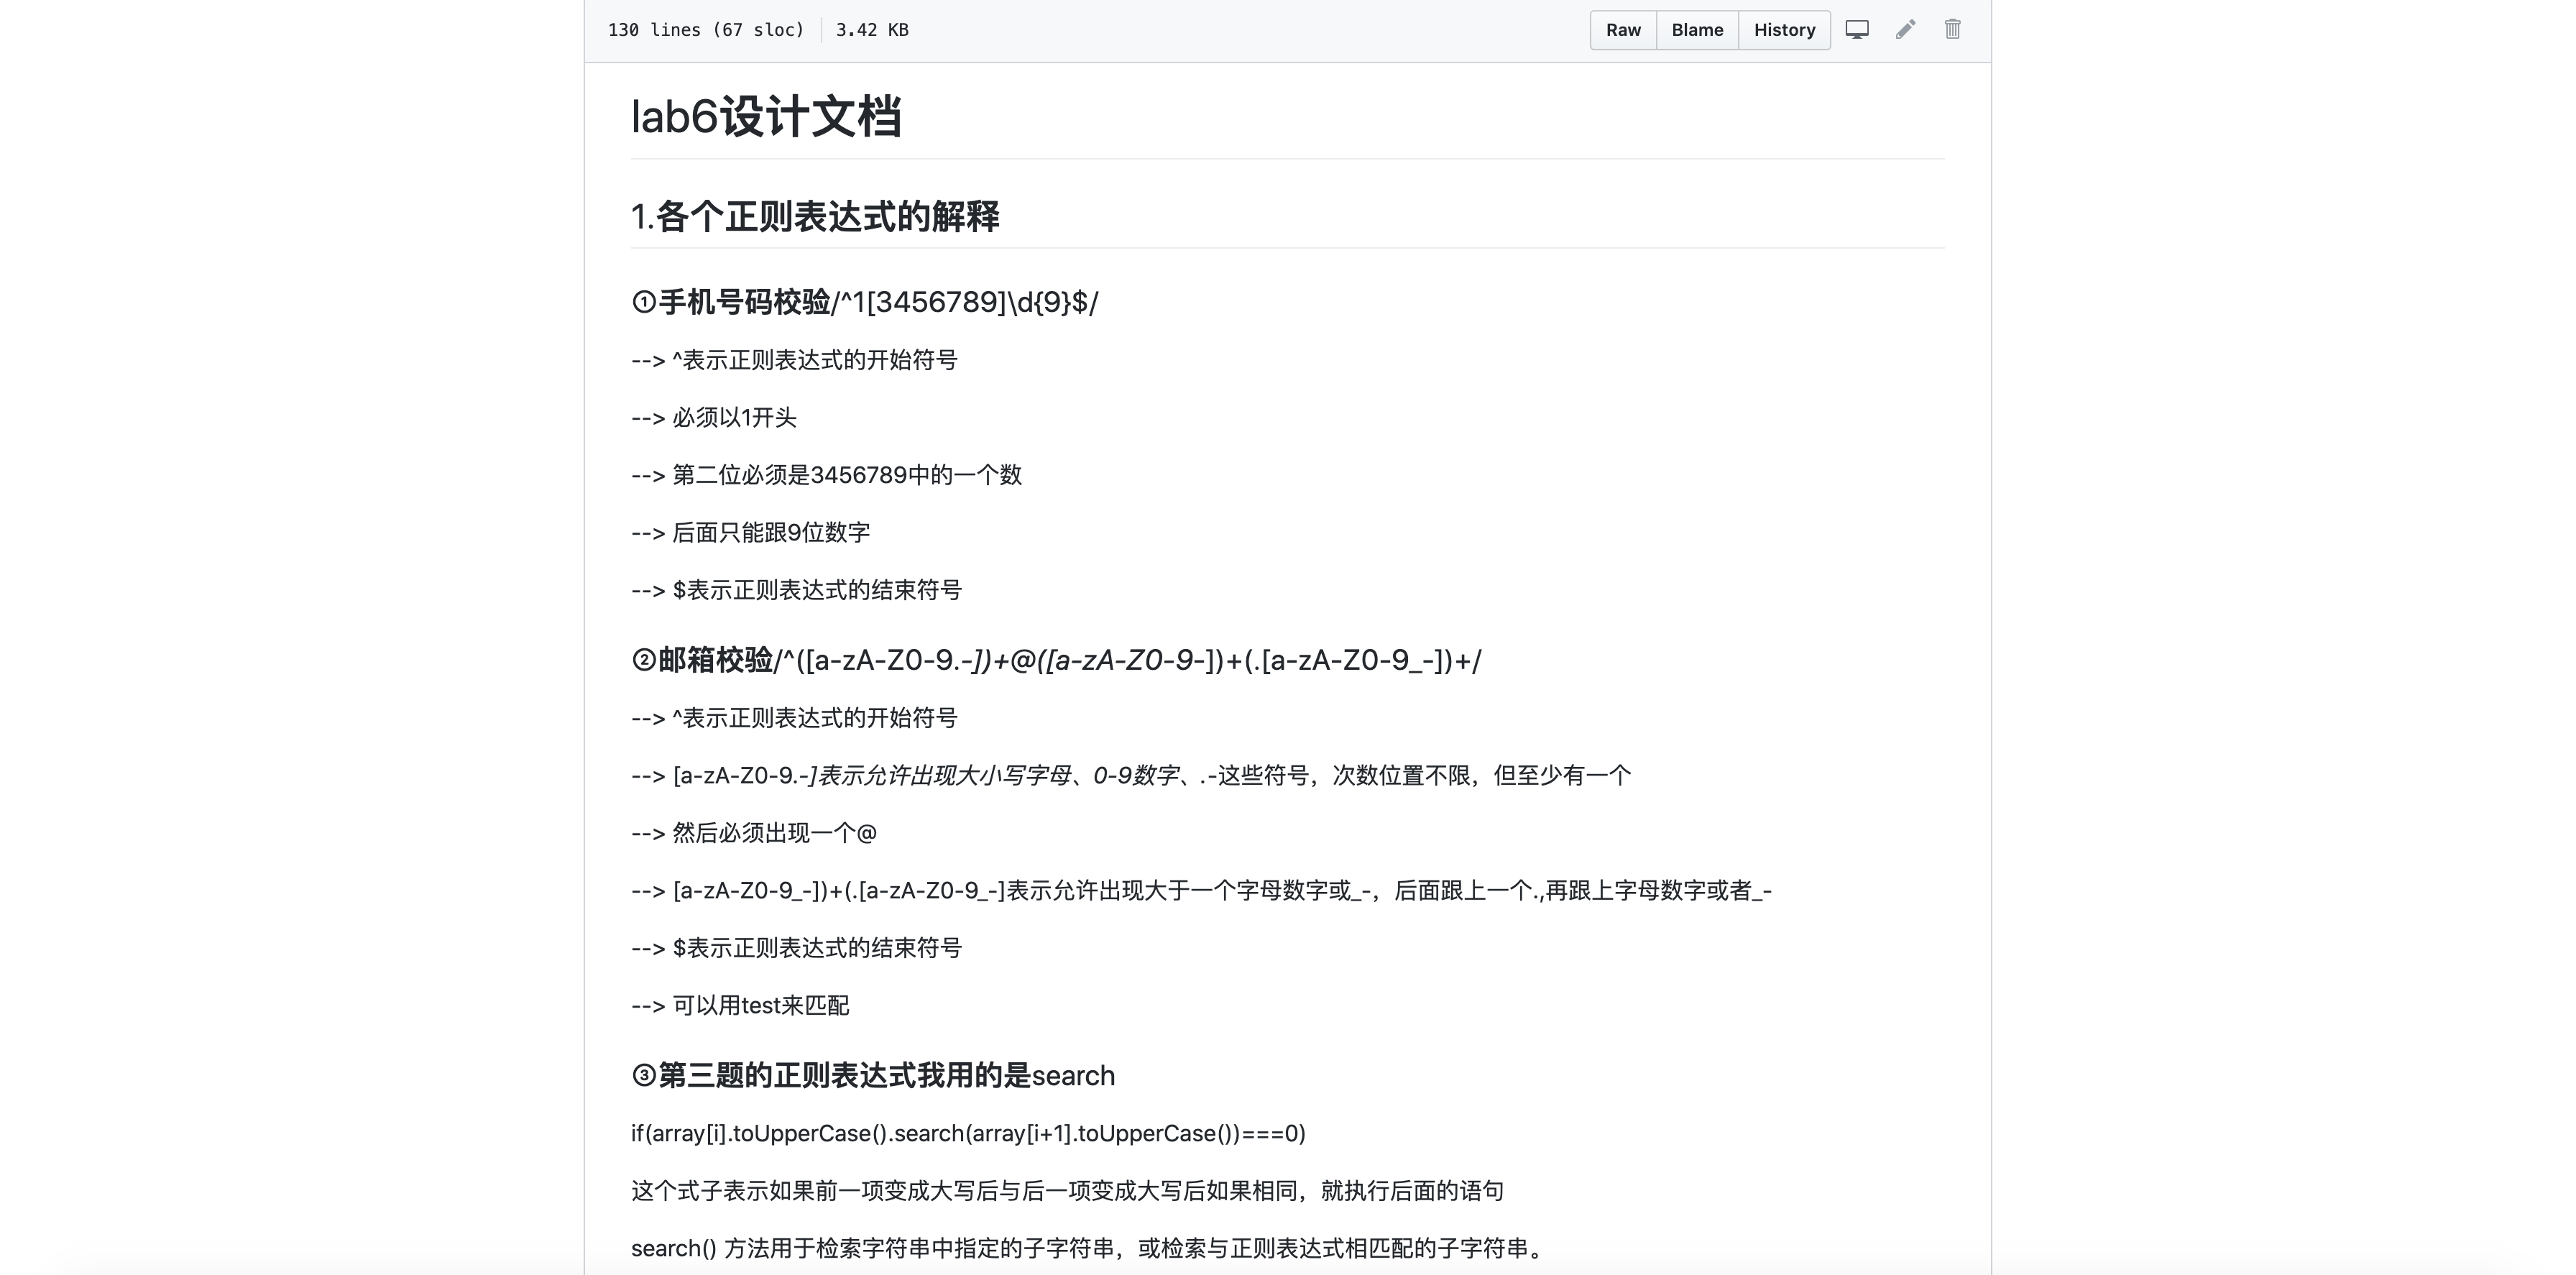 130 lines (67 sloc) 3.42 KB Raw Blame History
lab6设计文档
1.各个正则表达式的解释
①手机号码校验/^1[3456789]\d{9}$/
--> ^表示正则表达式的开始符号
--> 必须以1开头
--> 第二位必须是3456789中的一个数
--> 后面只能跟9位数字
--> $表示正则表达式的结束符号
②邮箱校验/^([a-zA-Z0-9.-])+@([a-zA-Z0-9-])+(.[a-zA-Z0-9_-])+/
--> ^表示正则表达式的开始符号
--> [a-zA-Z0-9.-]表示允许出现大小写字母、0-9数字、.-这些符号，次数位置不限，但至少有一个
--> 然后必须出现一个@
--> [a-zA-Z0-9_-])+(.[a-zA-Z0-9_-]表示允许出现大于一个字母数字或_-，后面跟上一个.,再跟上字母数字或者_-
--> $表示正则表达式的结束符号
--> 可以用test来匹配
③第三题的正则表达式我用的是search
if(array[i].toUpperCase().search(array[i+1].toUpperCase())===0)
这个式子表示如果前一项变成大写后与后一项变成大写后如果相同，就执行后面的语句
search() 方法用于检索字符串中指定的子字符串，或检索与正则表达式相匹配的子字符串。